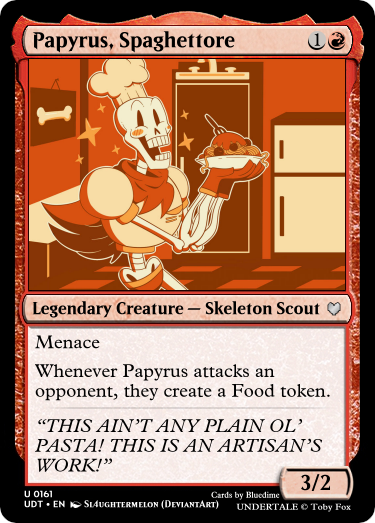 Papyrus, Spaghettore 1
Legendary Creature — Skeleton Scout
Menace
Whenever Papyrus attacks an
opponent, they create a Food token.
“THIS AIN’T ANY PLAIN OL’
PASTA! THIS IS AN ARTISAN’S
WORK!”
3/2
U 0161
UDT • EN SL4UGHTERMELON (DEVIANTART)
Cards by Bluedime
UNDERTALE © Toby Fox